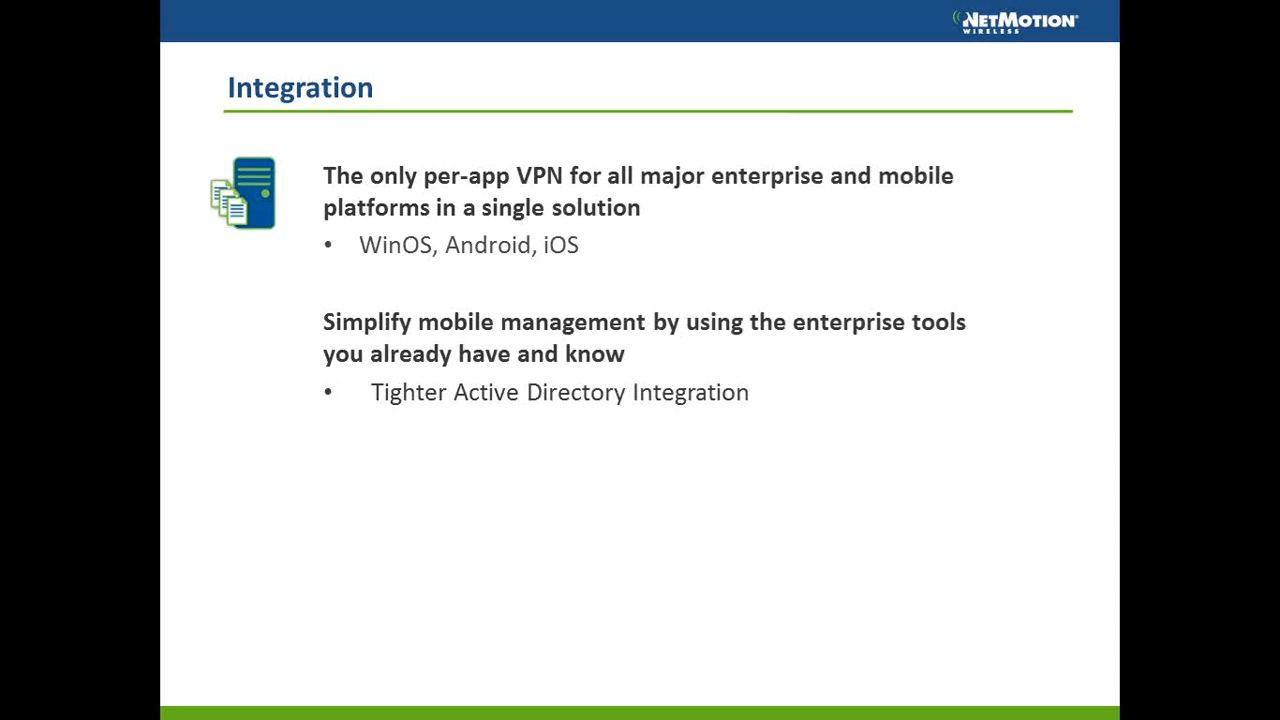 NETMOTION
WIRELESS
Integration
The only per-app VPN for all major enterprise and mobile
platforms in a single solution
• WinOS, Android, iOS
Simplify mobile management by using the enterprise tools
you already have and know
• Tighter Active Directory Integration